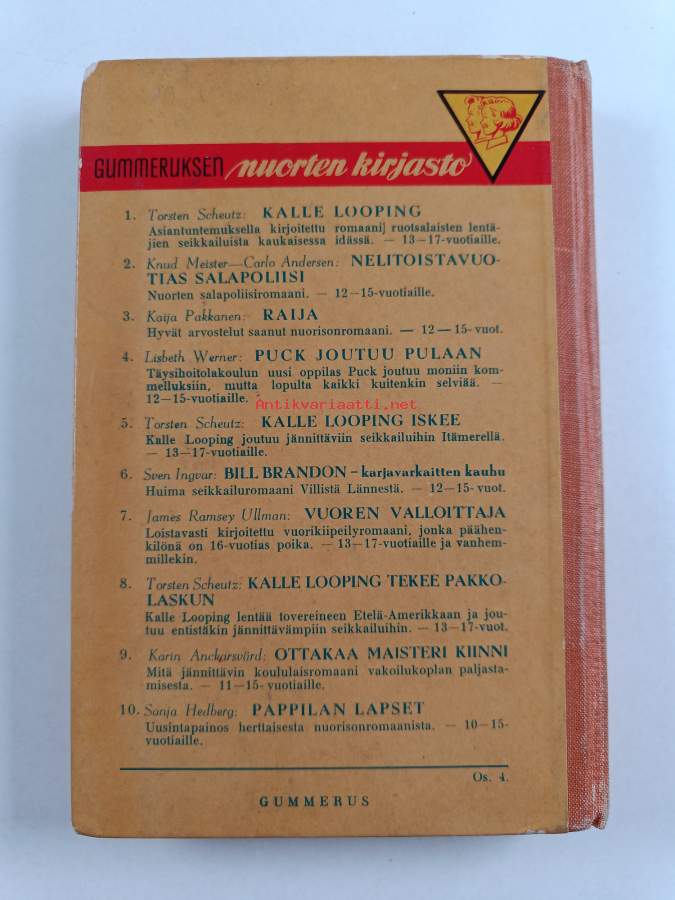 GUMMERUKSEN nuorten kirjasto
1. Torsten Scheutz: KALLE LOOPING
Asiantuntemuksella kirjoitettu romaani ruotsalaisten lentä-
jien seikkailuista kaukaisessa idässä. — 13—17-vuotiaille.
2. Knud Meister—Carlo Andersen: NELITOISTAVUO-
TIAS SALAPOLIISI
Nuorten salapoliisiromaani. — 12—15-vuotiaille.
3. Kaija Pakkanen: RAIJA
Hyvät arvostelut saanut nuorisonromaani. — 12—15-vuot.
4. Lisbeth Werner: PUCK JOUTUU PULAAN
Täysihoitolakoulun uusi oppilas Puck joutuu moniin kom-
melluksiin, mutta lopulta kaikki kuitenkin selviää. —
12—15-vuotiaille.
Antikvariaatti.net
5. Torsten Scheutz: KALLE LOOPING ISKEE
Kalle Looping joutuu jännittäviin seikkailuihin Itämerellä.
— 13—17-vuotiaille.
6. Sven Ingvar: BILL BRANDON – karjavarkaitten kauhu
Huima seikkailuromaani Villistä Lännestä. — 12—15-vuot.
7. James Ramsey Ullman: VUOREN VALLOITTAJA
Loistavasti kirjoitettu vuorikiipeilyromaani, jonka päähen-
kilönä on 16-vuotias poika. — 13—17-vuotiaille ja vanhem-
millekin.
8. Torsten Scheutz: KALLE LOOPING TEKEE PAKKO-
LASKUN
Kalle Looping lentää tovereineen Etelä-Amerikkaan ja jou-
tuu entistäkin jännittävämpiin seikkailuihin. — 13—17-vuot.
9. Karin Anckarsvärd: OTTAKAA MAISTERI KIINNI
Mitä jännittävin koululaisromaani vakoilukoplan paljasta-
misesta. — 11—15-vuotiaille.
10. Sonja Hedberg: PAPPILAN LAPSET
Uusintapainos herttaisesta nuorisonromaanista. — 10—15-
vuotiaille.
Os. 4.
GUMMERUS